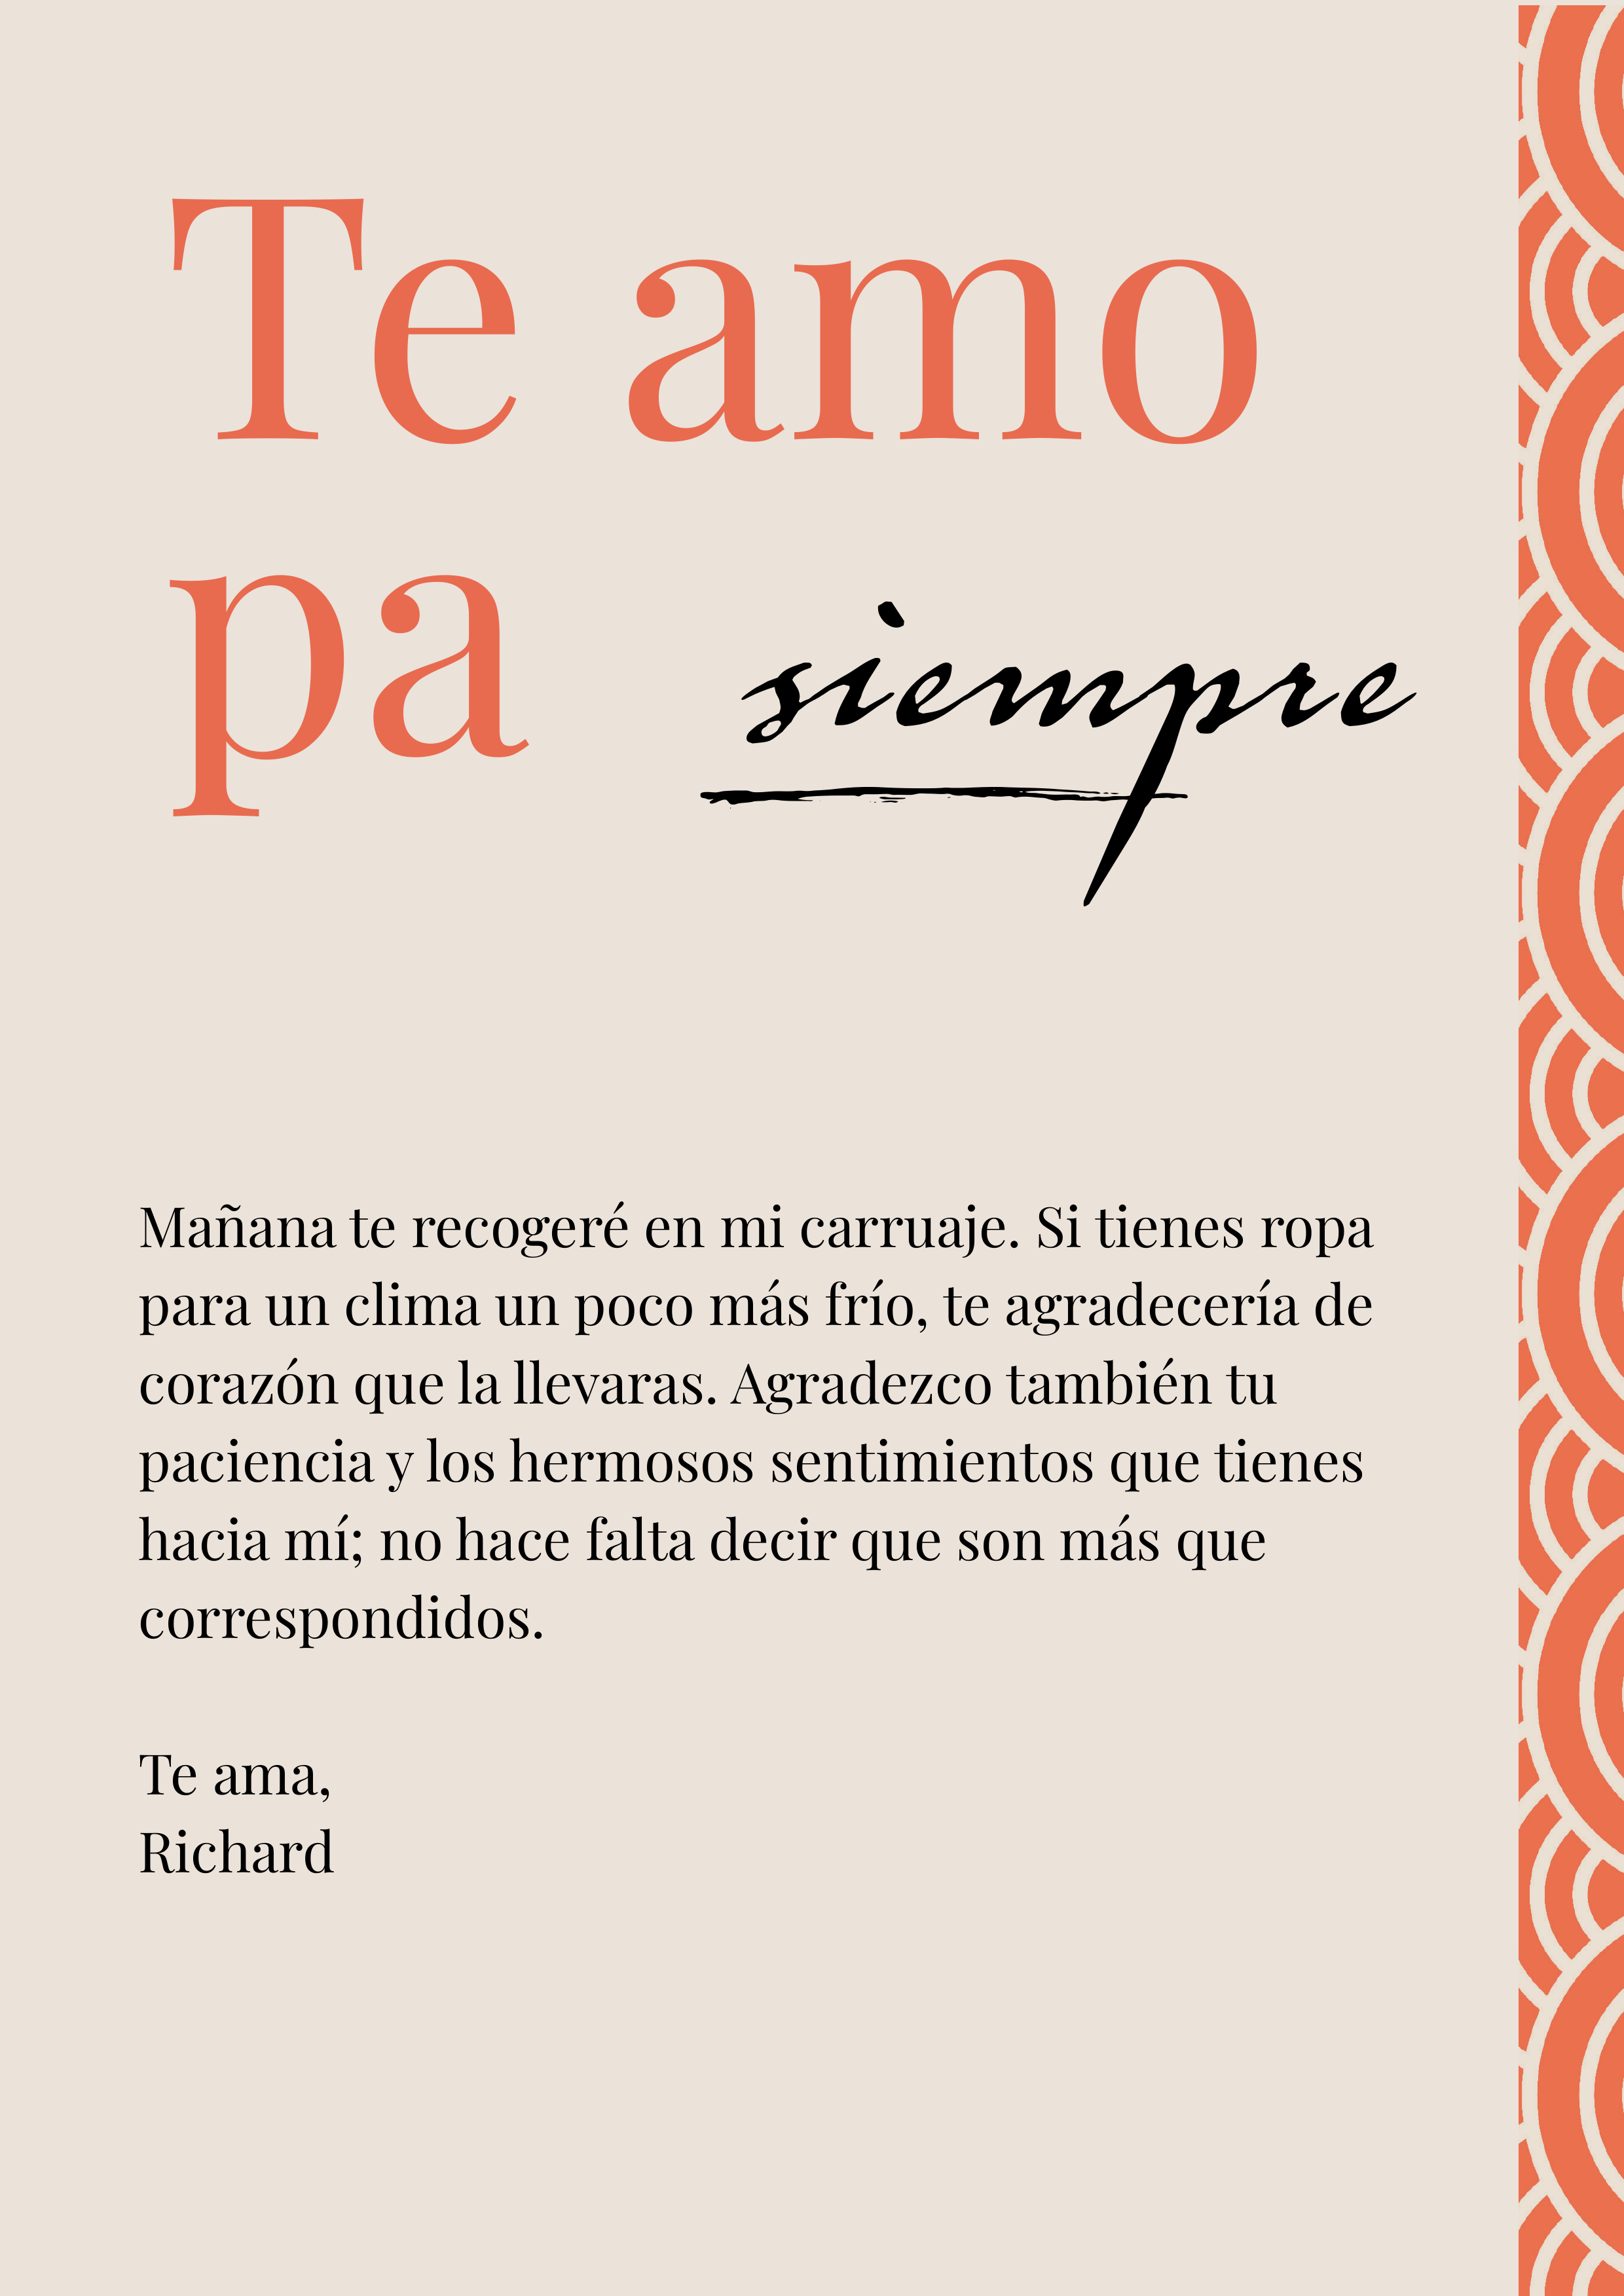 Te amo
pa siempre
Mañana te recogeré en mi carruaje. Si tienes ropa
para un clima un poco más frío, te agradecería de
corazón que la llevaras. Agradezco también tu
paciencia y los hermosos sentimientos que tienes
hacia mí; no hace falta decir que son más que
correspondidos.
Te ama,
Richard